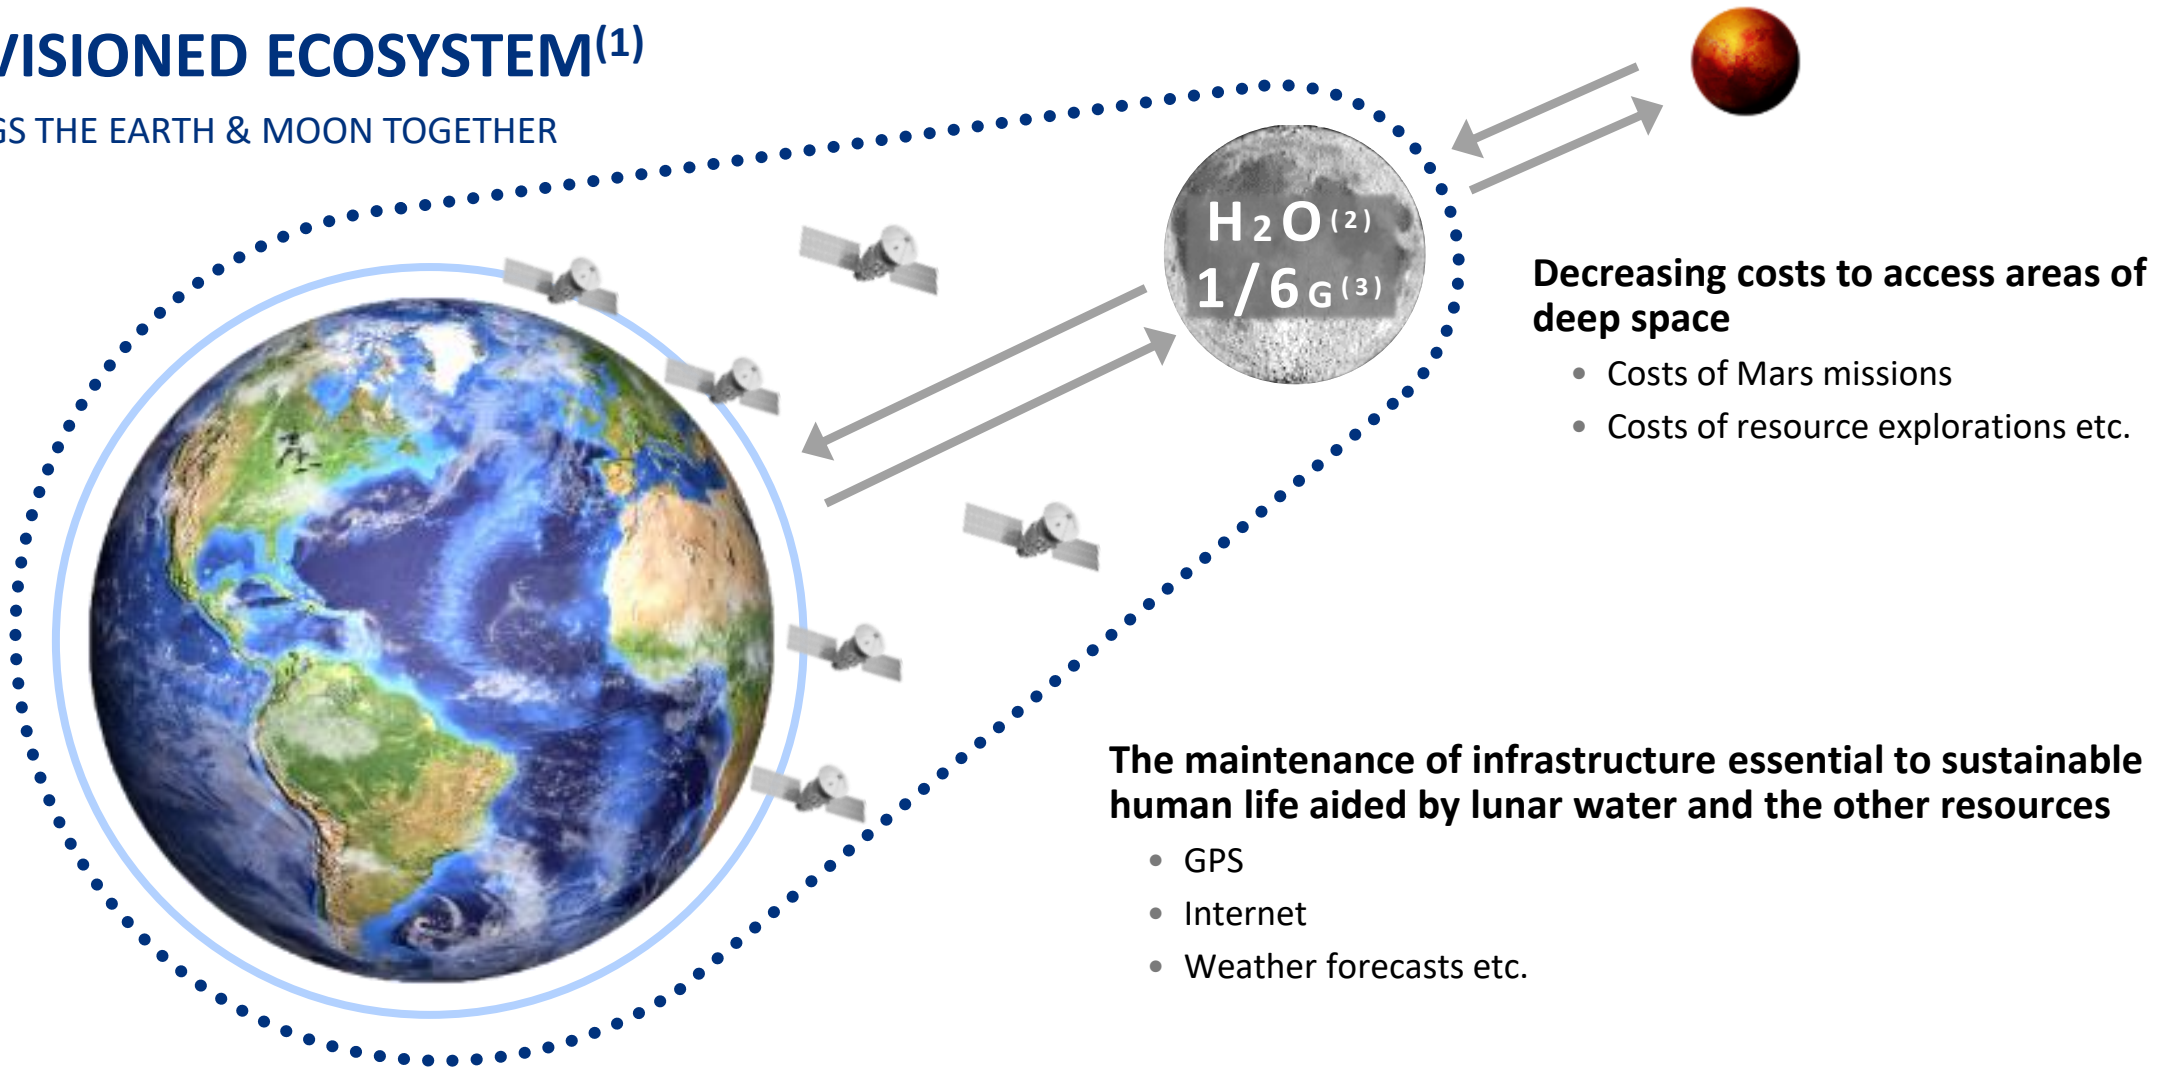 VISIONED ECOSYSTEM(1)
GS THE EARTH & MOON TOGETHER
H2O(2)
1/6G(3)
Decreasing costs to access areas of
deep space
• Costs of Mars missions
• Costs of resource explorations etc.
The maintenance of infrastructure essential to sustainable
human life aided by lunar water and the other resources
• GPS
• Internet
• Weather forecasts etc.